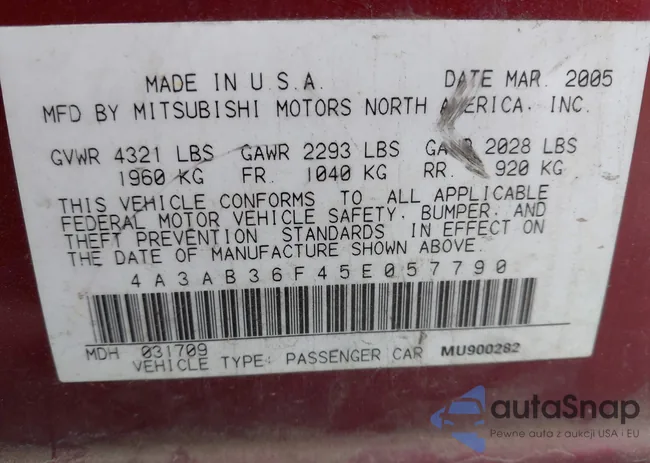 MADE IN U.S.A. DATE MAR. 2005
MFD BY MITSUBISHI MOTORS NORTH AMERICA, INC.
GVWR 4321 LBS GAWR 2293 LBS GAWR 2028 LBS
1960 KG FR. 1040 KG RR. 920 KG
THIS VEHICLE CONFORMS TO ALL APPLICABLE
FEDERAL MOTOR VEHICLE SAFETY, BUMPER, AND
THEFT PREVENTION STANDARDS IN EFFECT ON
THE DATE OF MANUFACTURE SHOWN ABOVE.
4A3AB36F45E057790
MDH 031709
VEHICLE TYPE: PASSENGER CAR MU900282
autaSnap
Pewne auta z aukcji USA i EU